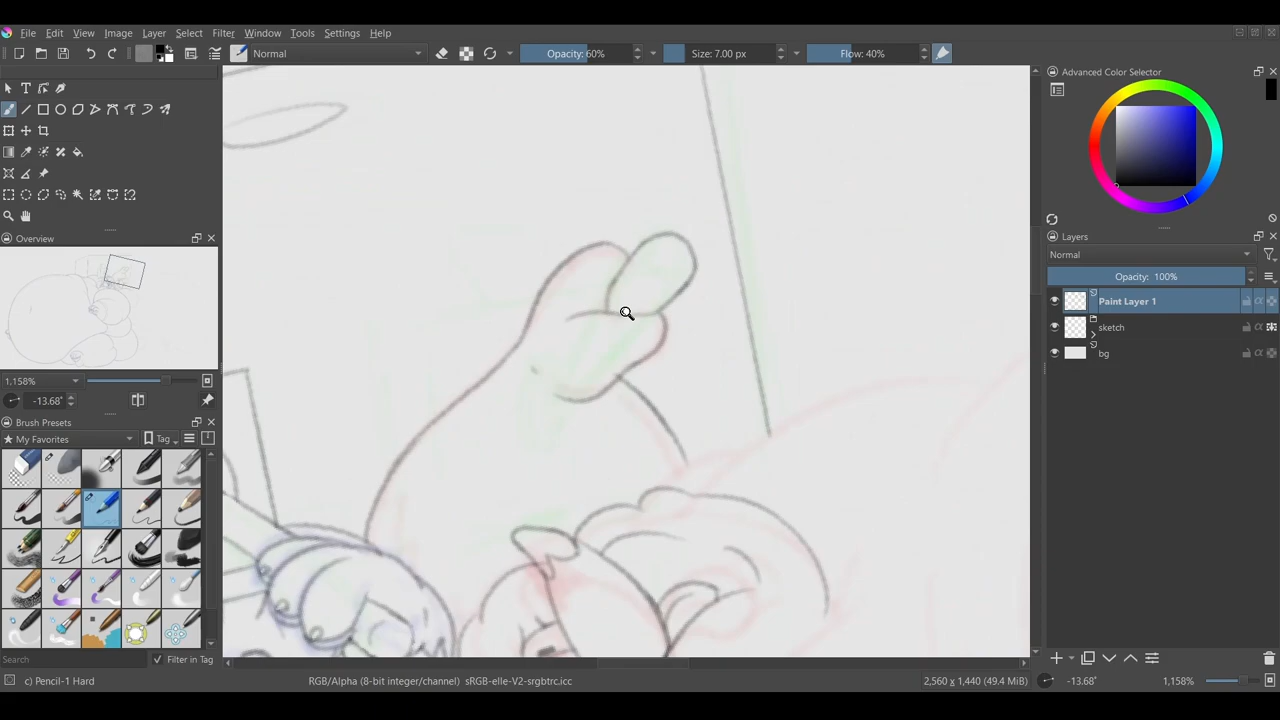 File Edit View Image Layer Select Filter Window Tools Settings Help
Normal Opacity: 60% Size: 7.00 px Flow: 40%
Advanced Color Selector
Overview
1,158%
-13.68°
Brush Presets
My Favorites Tag
Search Filter in Tag
Layers
Normal
Opacity: 100%
Paint Layer 1
sketch
bg
c) Pencil-1 Hard RGB/Alpha (8-bit integer/channel) sRGB-elle-V2-srgbtrc.icc 2,560 x 1,440 (49.4 MiB) -13.68° 1,158%